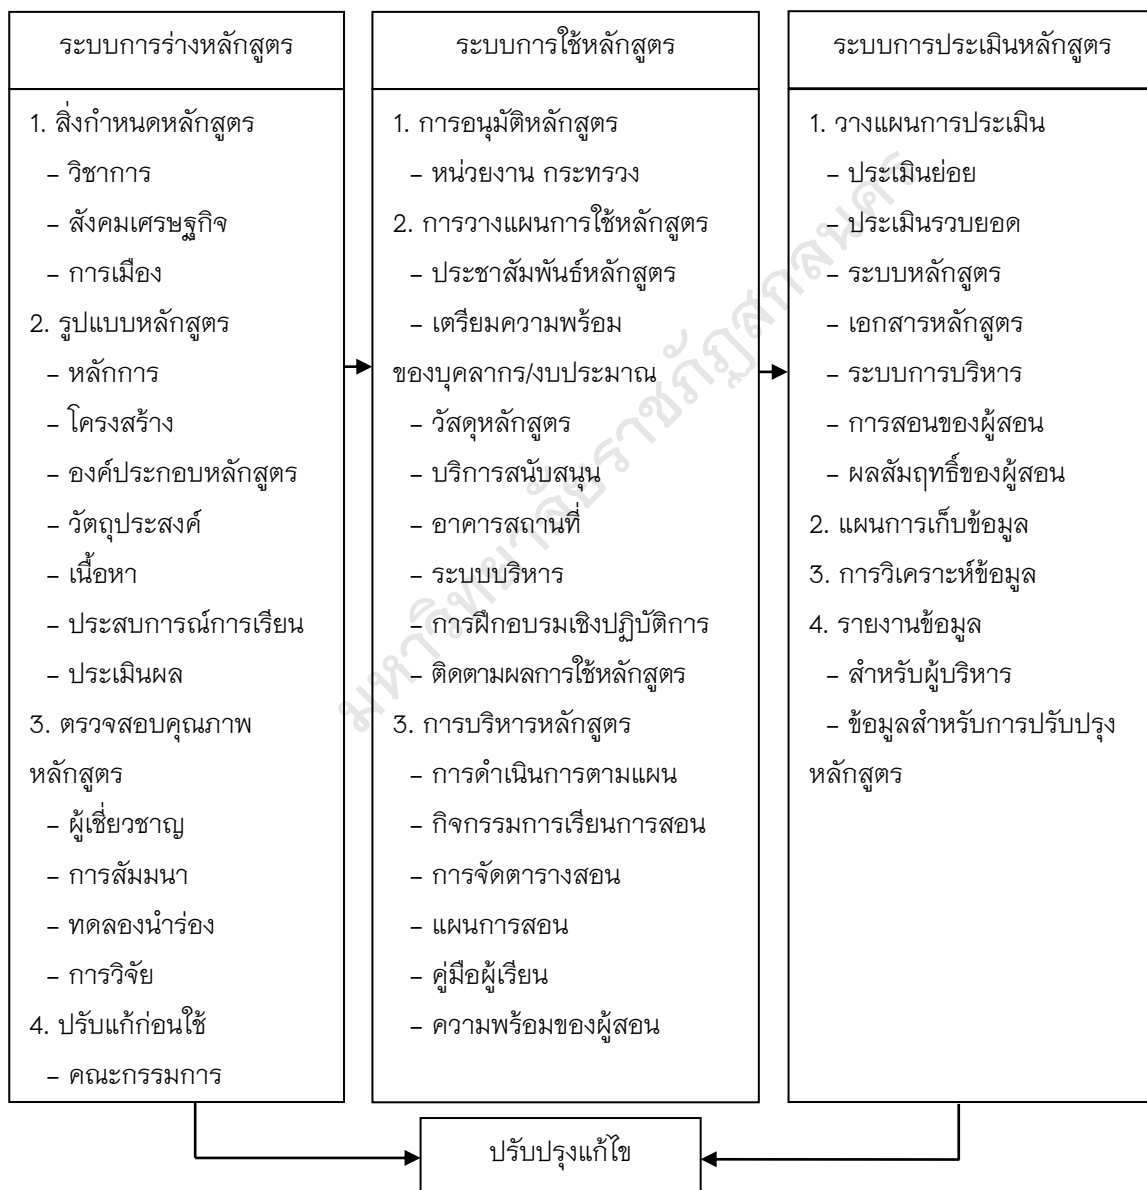 ระบบการร่างหลักสูตร
1. สิ่งกำหนดหลักสูตร
– วิชาการ
– สังคมเศรษฐกิจ
– การเมือง
2. รูปแบบหลักสูตร
– หลักการ
– โครงสร้าง
– องค์ประกอบหลักสูตร
– วัตถุประสงค์
– เนื้อหา
– ประสบการณ์การเรียน
– ประเมินผล
3. ตรวจสอบคุณภาพ
หลักสูตร
– ผู้เชี่ยวชาญ
– การสัมมนา
– ทดลองนำร่อง
– การวิจัย
4. ปรับแก้ก่อนใช้
– คณะกรรมการ
ระบบการใช้หลักสูตร
1. การอนุมัติหลักสูตร
– หน่วยงาน กระทรวง
2. การวางแผนการใช้หลักสูตร
– ประชาสัมพันธ์หลักสูตร
– เตรียมความพร้อม
ของบุคลากร/งบประมาณ
– วัสดุหลักสูตร
– บริการสนับสนุน
– อาคารสถานที่
– ระบบบริหาร
– การฝึกอบรมเชิงปฏิบัติการ
– ติดตามผลการใช้หลักสูตร
3. การบริหารหลักสูตร
– การดำเนินการตามแผน
– กิจกรรมการเรียนการสอน
– การจัดตารางสอน
– แผนการสอน
– คู่มือผู้เรียน
– ความพร้อมของผู้สอน
ระบบการประเมินหลักสูตร
1. วางแผนการประเมิน
– ประเมินย่อย
– ประเมินรวบยอด
– ระบบหลักสูตร
– เอกสารหลักสูตร
– ระบบการบริหาร
– การสอนของผู้สอน
– ผลสัมฤทธิ์ของผู้สอน
2. แผนการเก็บข้อมูล
3. การวิเคราะห์ข้อมูล
4. รายงานข้อมูล
– สำหรับผู้บริหาร
– ข้อมูลสำหรับการปรับปรุง
หลักสูตร
ปรับปรุงแก้ไข
มหาวิทยาลัยราชภัฏสกลนคร